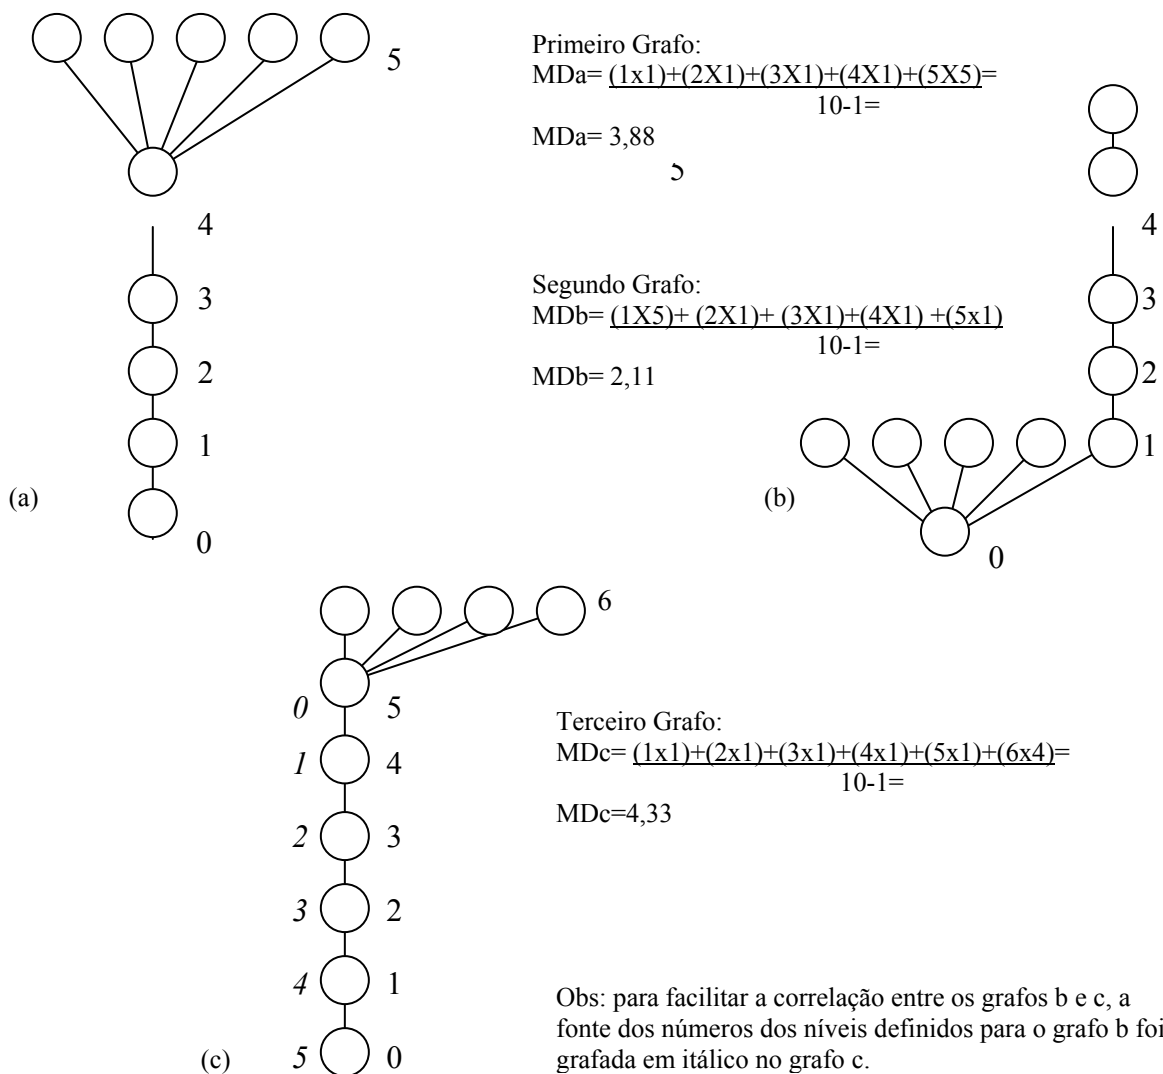 5
Primeiro Grafo:
MDa= (1x1)+(2X1)+(3X1)+(4X1)+(5X5)=
10-1=
MDa= 3,88
5
4
4
3
Segundo Grafo:
MDb= (1X5)+ (2X1)+ (3X1)+(4X1) +(5x1)
10-1=
MDb= 2,11
3
2
2
1
1
(a)
(b)
0
0
6
0 5
1 4
2 3
3 2
4 1
(c) 5 0
Terceiro Grafo:
MDc= (1x1)+(2x1)+(3x1)+(4x1)+(5x1)+(6x4)=
10-1=
MDc=4,33
Obs: para facilitar a correlação entre os grafos b e c, a
fonte dos números dos níveis definidos para o grafo b foi
grafada em itálico no grafo c.